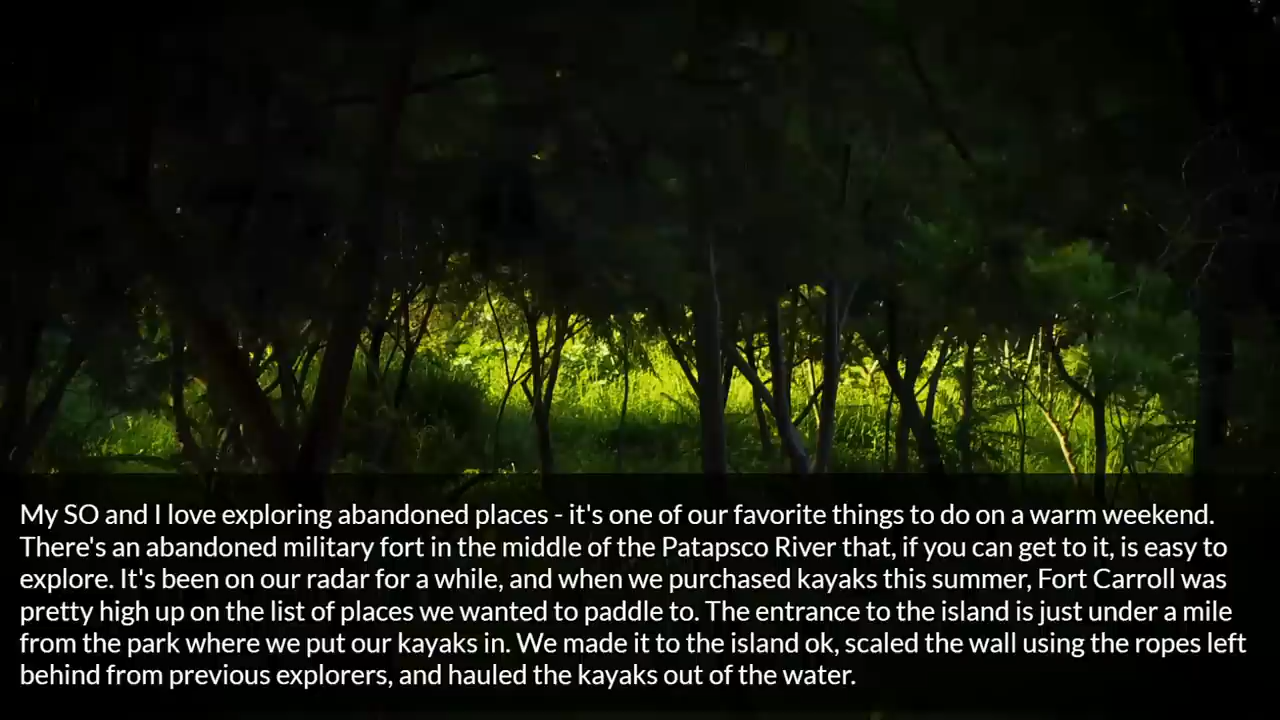 My SO and I love exploring abandoned places - it's one of our favorite things to do on a warm weekend.
There's an abandoned military fort in the middle of the Patapsco River that, if you can get to it, is easy to
explore. It's been on our radar for a while, and when we purchased kayaks this summer, Fort Carroll was
pretty high up on the list of places we wanted to paddle to. The entrance to the island is just under a mile
from the park where we put our kayaks in. We made it to the island ok, scaled the wall using the ropes left
behind from previous explorers, and hauled the kayaks out of the water.